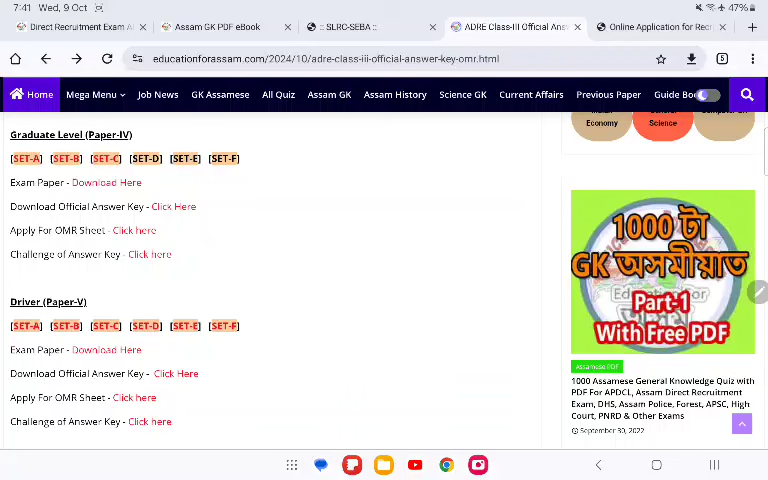 7:41 Wed, 9 Oct
47%
Direct Recruitment Exam A
Assam GK PDF eBook
:: SLRC-SEBA ::
ADRE Class-III Official Ans
Online Application for Recr
educationforassam.com/2024/10/adre-class-iii-official-answer-key-omr.html
Home
Mega Menu
Job News
GK Assamese
All Quiz
Assam GK
Assam History
Science GK
Current Affairs
Previous Paper
Guide Bo
Graduate Level (Paper-IV)
[SET-A] [SET-B] [SET-C] [SET-D] [SET-E] [SET-F]
Exam Paper - Download Here
Download Official Answer Key - Click Here
Apply For OMR Sheet - Click here
Challenge of Answer Key - Click here
Driver (Paper-V)
[SET-A] [SET-B] [SET-C] [SET-D] [SET-E] [SET-F]
Exam Paper - Download Here
Download Official Answer Key - Click Here
Apply For OMR Sheet - Click here
Challenge of Answer Key - Click here
Economy
General
Science
1000 টা
GK অসমীয়াত
Part-1
With Free PDF
Assamese PDF
1000 Assamese General Knowledge Quiz with
PDF For APDCL, Assam Direct Recruitment
Exam, DHS, Assam Police, Forest, APSC, High
Court, PNRD & Other Exams
September 30, 2022